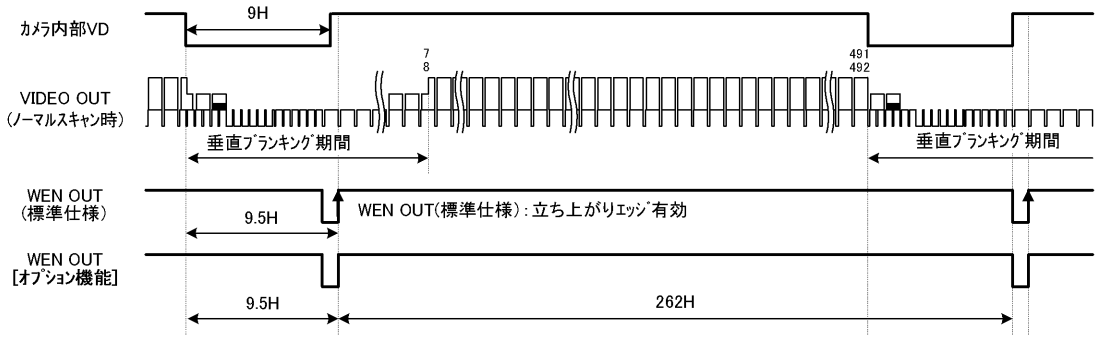 9H
カメラ内部VD
7
8
491
492
VIDEO OUT
(ノーマルスキャン時)
垂直ブランキング期間
垂直ブランキング期間
WEN OUT
(標準仕様)
WEN OUT(標準仕様):立ち上がりエッジ有効
9.5H
WEN OUT
[オプション機能]
9.5H
262H